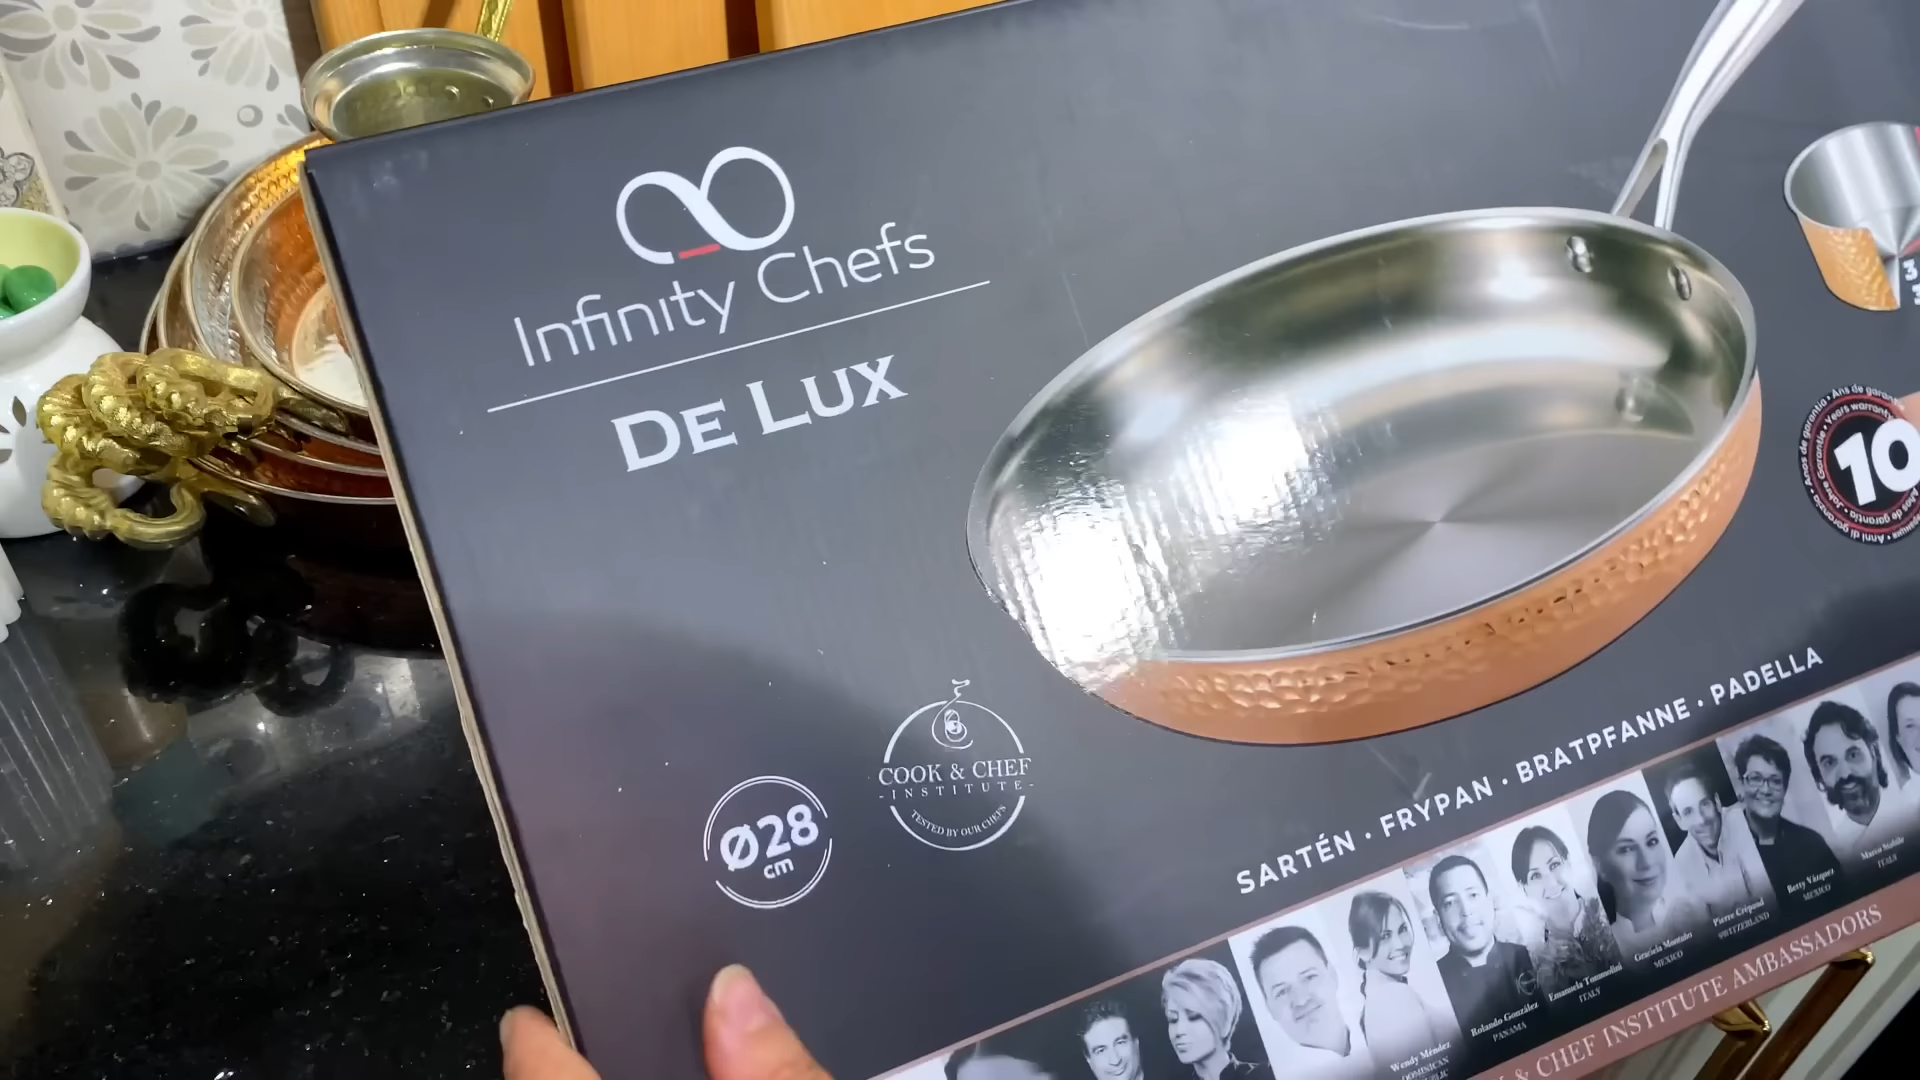 Infinity Chefs
DE LUX
10
Ø28
cm
COOK & CHEF
- INSTITUTE -
TESTED BY OUR CHEFS
SARTÉN • FRYPAN • BRATPFANNE • PADELLA
Wendy Méndez
Rolando González
PANAMA
Emanuela Tommolini
ITALY
Graciela Montaño
MEXICO
Pierre Crépaud
SWITZERLAND
Betty Vázquez
MEXICO
Marco Stabile
ITALY
& CHEF INSTITUTE AMBASSADORS